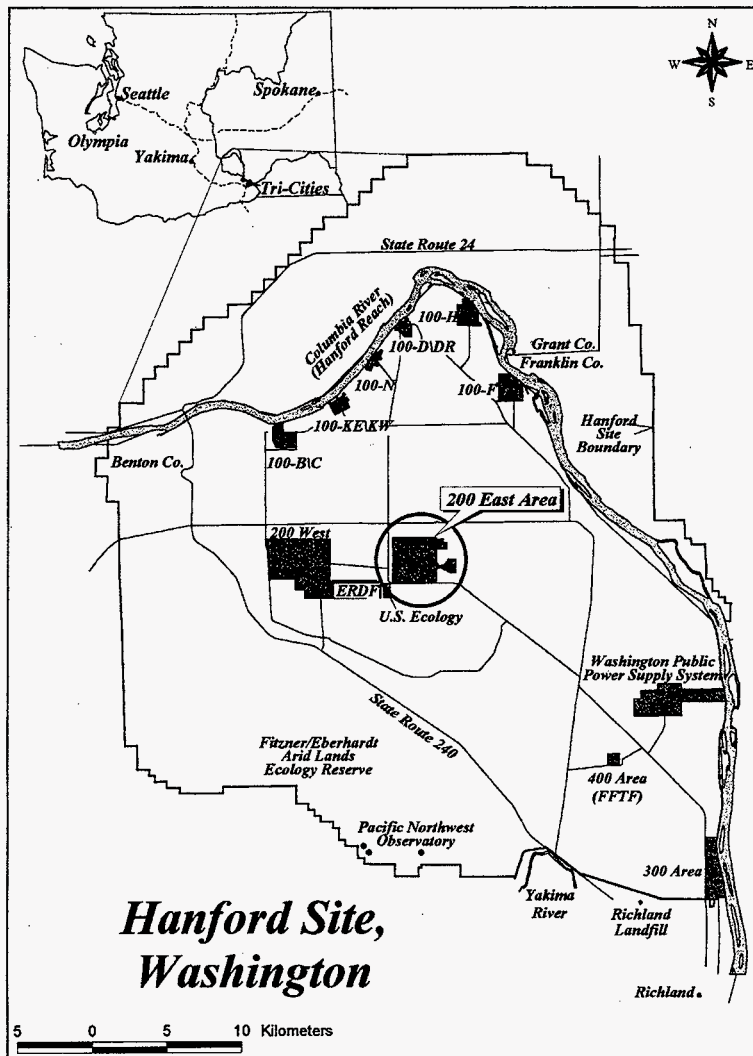 N
W E
S
Seattle
Spokane
Olympia
Yakima
Tri-Cities
State Route 24
Columbia River
(Hanford Reach)
100-H
100-D\DR
Grant Co.
Franklin Co.
100-N
100-F
100-KE\KW
Hanford
Site
Boundary
Benton Co.
100-B\C
200 East Area
200 West
ERDF
U.S. Ecology
Washington Public
Power Supply System
State Route 240
Fitzner/Eberhardt
Arid Lands
Ecology Reserve
400 Area
(FFTF)
Pacific Northwest
Observatory
300 Area
Yakima
River
Richland
Landfill
Hanford Site,
Washington
Richland
5 0 5 10 Kilometers